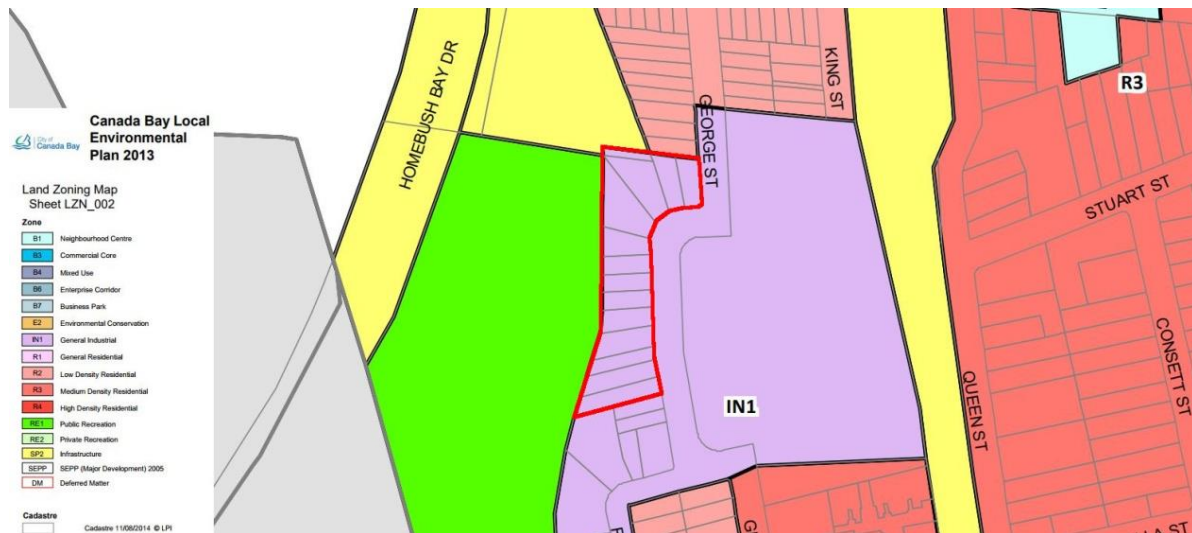 City of
Canada Bay
Canada Bay Local
Environmental
Plan 2013
Land Zoning Map
Sheet LZN_002
Zone
B1 Neighbourhood Centre
B3 Commercial Core
B4 Mixed Use
B6 Enterprise Corridor
B7 Business Park
E2 Environmental Conservation
IN1 General Industrial
R1 General Residential
R2 Low Density Residential
R3 Medium Density Residential
R4 High Density Residential
RE1 Public Recreation
RE2 Private Recreation
SP2 Infrastructure
SEPP SEPP (Major Development) 2005
DM Deferred Matter
Cadastre
Cadastre 11/08/2014 © LPI
HOMEBUSH BAY DR
GEORGE ST
KING ST
R3
STUART ST
CONSETT ST
QUEEN ST
IN1